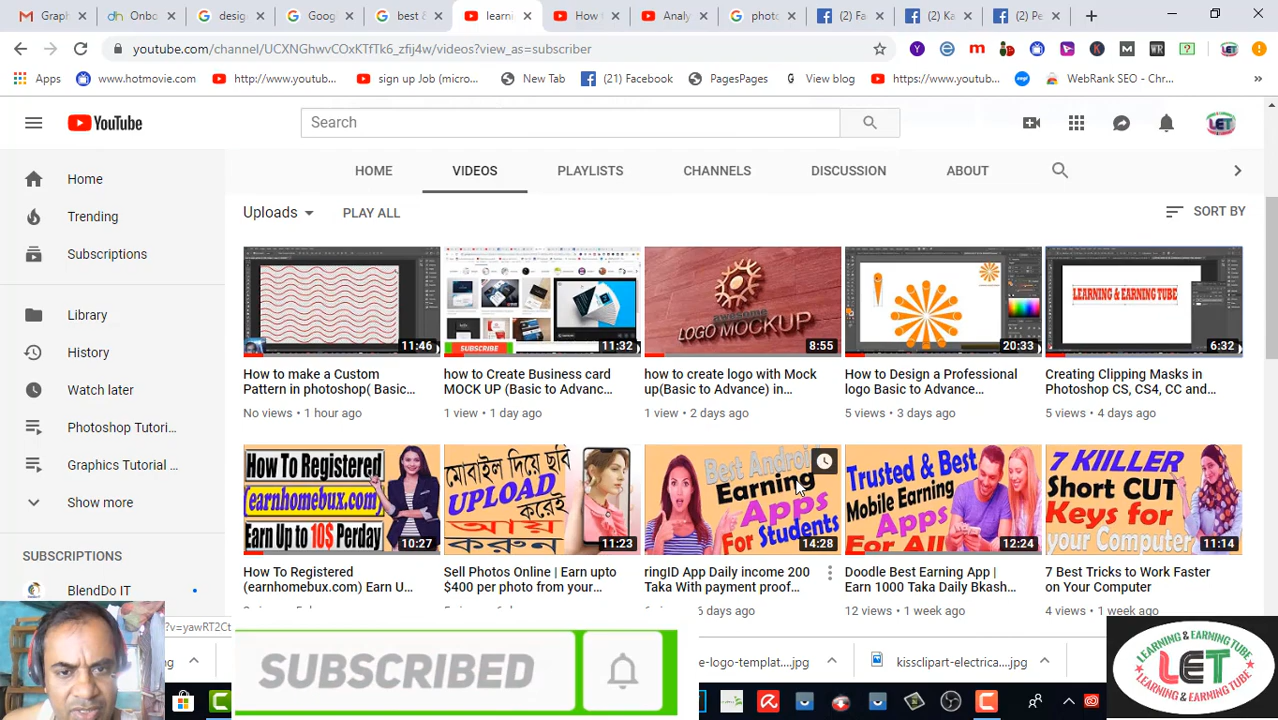 Graph
Onbo
desig
Goog
best &
learni
How t
Analy
photo
(2) Fa
(2) Ka
(2) Pe
youtube.com/channel/UCXNGhwvCOxKTfTk6_zfij4w/videos?view_as=subscriber
Apps
www.hotmovie.com
http://www.youtub...
sign up Job (micro...
New Tab
(21) Facebook
PagesPages
View blog
https://www.youtub...
WebRank SEO - Chr...
YouTube
Search
LET
HOME
VIDEOS
PLAYLISTS
CHANNELS
DISCUSSION
ABOUT
Home
Trending
Subscriptions
Library
History
Watch later
Photoshop Tutori...
Graphics Tutorial ...
Show more
SUBSCRIPTIONS
BlendDo IT
Uploads
PLAY ALL
SORT BY
11:46
SUBSCRIBE
11:32
LOGO MOCKUP
8:55
20:33
LEARNING & EARNING TUBE
6:32
How to make a Custom
Pattern in photoshop( Basic...
No views • 1 hour ago
how to Create Business card
MOCK UP (Basic to Advanc...
1 view • 1 day ago
how to create logo with Mock
up(Basic to Advance) in...
1 view • 2 days ago
How to Design a Professional
logo Basic to Advance...
5 views • 3 days ago
Creating Clipping Masks in
Photoshop CS, CS4, CC and...
5 views • 4 days ago
How To Registered
earnhomebux.com
Earn Up to 10$ Perday
10:27
মোবাইল দিয়ে ছবি
UPLOAD
করেই
আয়
করুন
11:23
Best Android
Earning
Apps
For Students
14:28
Trusted & Best
Mobile Earning
Apps
For All
12:24
7 KIILLER
Short CUT
Keys for
your Computer
11:14
How To Registered
(earnhomebux.com) Earn U...
Sell Photos Online | Earn upto
$400 per photo from your...
ringID App Daily income 200
Taka With payment proof...
6 days ago
Doodle Best Earning App |
Earn 1000 Taka Daily Bkash...
12 views • 1 week ago
7 Best Tricks to Work Faster
on Your Computer
4 views • 1 week ago
?v=yawRT2Ct
SUBSCRIBED
e-logo-templat....jpg
kissclipart-electrica....jpg
LEARNING & EARNING TUBE
LET
LEARNING & EARNING TUBE